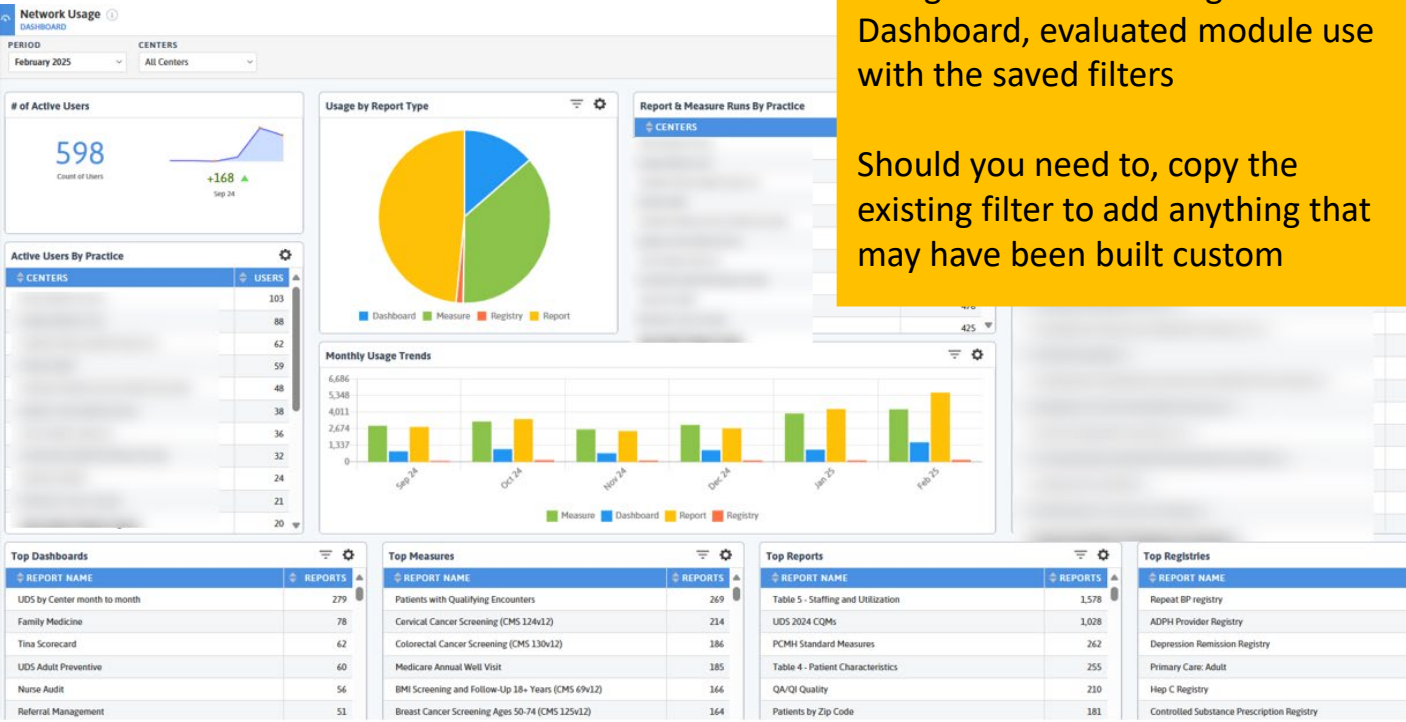 Network Usage
DASHBOARD
Dashboard, evaluated module use
with the saved filters
Should you need to, copy the
existing filter to add anything that
may have been built custom
PERIOD
CENTERS
February 2025
All Centers
# of Active Users
598
Count of Users
+168
Sep 24
Usage by Report Type
Dashboard Measure Registry Report
Report & Measure Runs By Practice
CENTERS
425
Active Users By Practice
CENTERS USERS
103
88
62
59
48
38
36
32
24
21
20
Monthly Usage Trends
6,686
5,348
4,011
2,674
1,337
0
Sep 24 Oct 24 Nov 24 Dec 24 Jan 25 Feb 25
Measure Dashboard Report Registry
Top Dashboards
REPORT NAME REPORTS
UDS by Center month to month 279
Family Medicine 78
Tina Scorecard 62
UDS Adult Preventive 60
Nurse Audit 56
Referral Management 51
Top Measures
REPORT NAME REPORTS
Patients with Qualifying Encounters 269
Cervical Cancer Screening (CMS 124v12) 214
Colorectal Cancer Screening (CMS 130v12) 186
Medicare Annual Well Visit 185
BMI Screening and Follow-Up 18+ Years (CMS 69v12) 166
Breast Cancer Screening Ages 50-74 (CMS 125v12) 164
Top Reports
REPORT NAME REPORTS
Table 5 - Staffing and Utilization 1,578
UDS 2024 CQMs 1,028
PCMH Standard Measures 262
Table 4 - Patient Characteristics 255
QA/QI Quality 210
Patients by Zip Code 181
Top Registries
REPORT NAME
Repeat BP registry
ADPH Provider Registry
Depression Remission Registry
Primary Care: Adult
Hep C Registry
Controlled Substance Prescription Registry